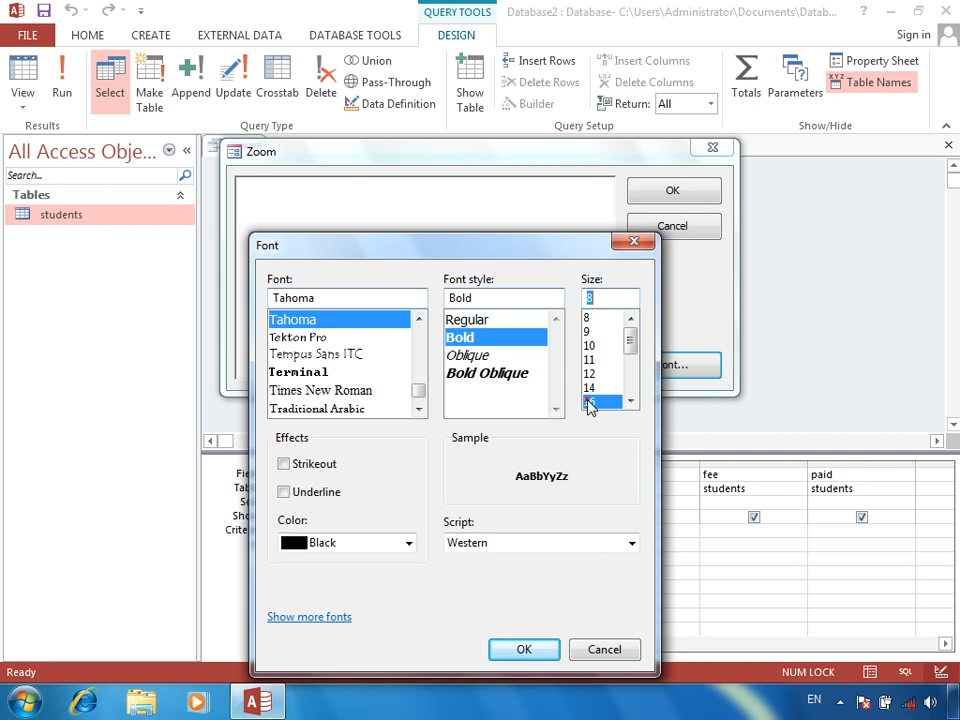 QUERY TOOLS
Database2 : Database- C:\Users\Administrator\Documents\Datab...
?
FILE
HOME
CREATE
EXTERNAL DATA
DATABASE TOOLS
DESIGN
Sign in
View
Run
Results
Select
Make Table
Append
Update
Crosstab
Delete
Union
Pass-Through
Data Definition
Query Type
Show Table
Insert Rows
Delete Rows
Builder
Insert Columns
Delete Columns
Return: All
Query Setup
Totals
Parameters
Property Sheet
XYZ Table Names
Show/Hide
All Access Obje...
Search...
Tables
students
Zoom
OK
Cancel
Font
Font:
Tahoma
Tahoma
Tekton Pro
Tempus Sans ITC
Terminal
Times New Roman
Traditional Arabic
Font style:
Bold
Regular
Bold
Oblique
Bold Oblique
Size:
8
8
9
10
11
12
14
Effects
Strikeout
Underline
Color:
Black
Sample
AaBbYyZz
Script:
Western
Show more fonts
OK
Cancel
fee
students
paid
students
Ready
NUM LOCK
SQL
EN